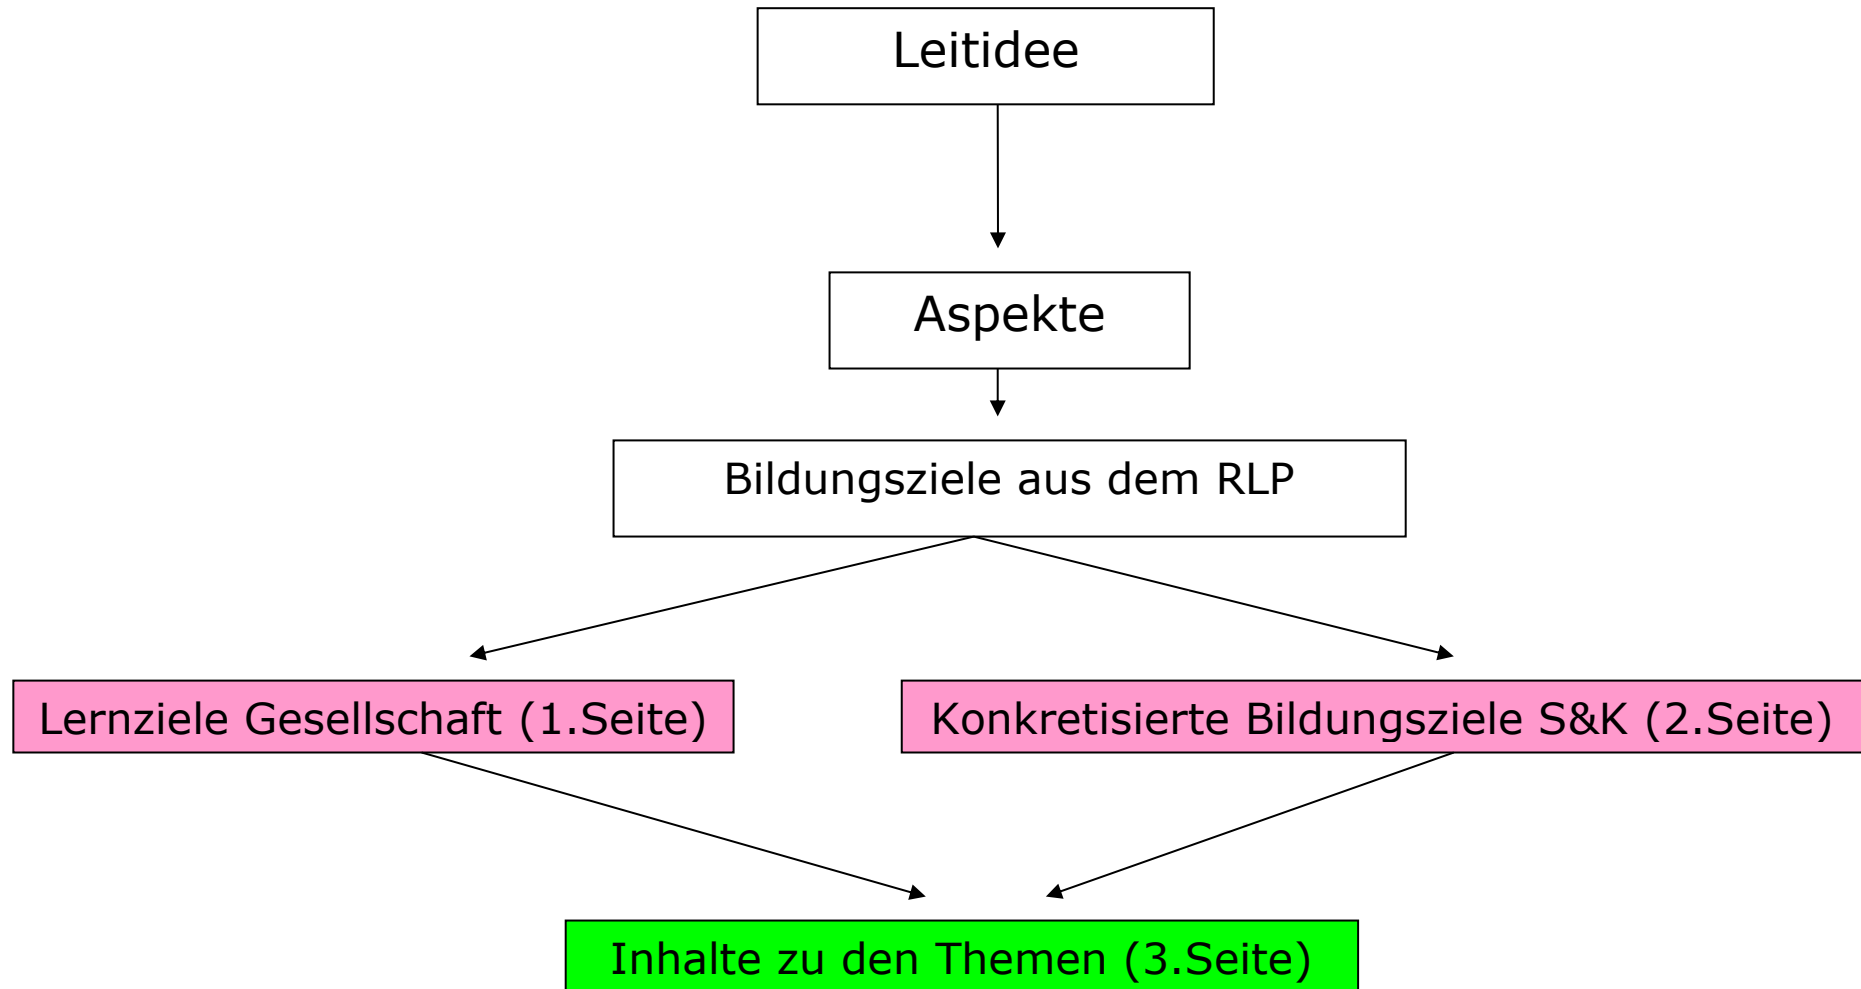 Leitidee
Aspekte
Bildungsziele aus dem RLP
Lernziele Gesellschaft (1.Seite)
Konkretisierte Bildungsziele S&K (2.Seite)
Inhalte zu den Themen (3.Seite)